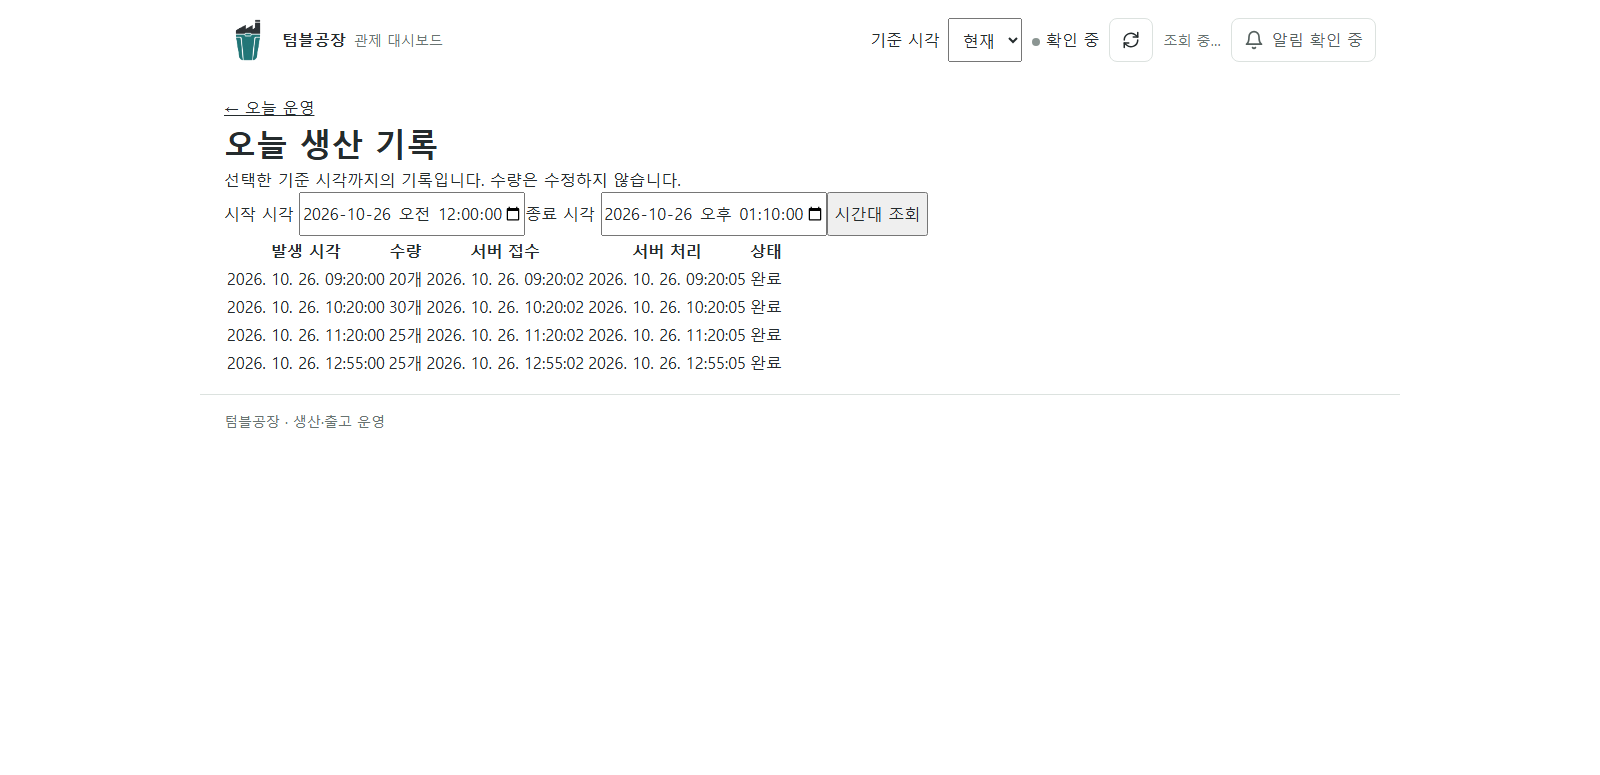 텀블공장 관제 대시보드 기준 시각 현재 확인 중 조회 중... 알림 확인 중
← 오늘 운영
오늘 생산 기록
선택한 기준 시각까지의 기록입니다. 수량은 수정하지 않습니다.
시작 시각 2026-10-26 오전 12:00:00 종료 시각 2026-10-26 오후 01:10:00 시간대 조회
발생 시각 수량 서버 접수 서버 처리 상태
2026. 10. 26. 09:20:00 20개 2026. 10. 26. 09:20:02 2026. 10. 26. 09:20:05 완료
2026. 10. 26. 10:20:00 30개 2026. 10. 26. 10:20:02 2026. 10. 26. 10:20:05 완료
2026. 10. 26. 11:20:00 25개 2026. 10. 26. 11:20:02 2026. 10. 26. 11:20:05 완료
2026. 10. 26. 12:55:00 25개 2026. 10. 26. 12:55:02 2026. 10. 26. 12:55:05 완료
텀블공장 · 생산·출고 운영